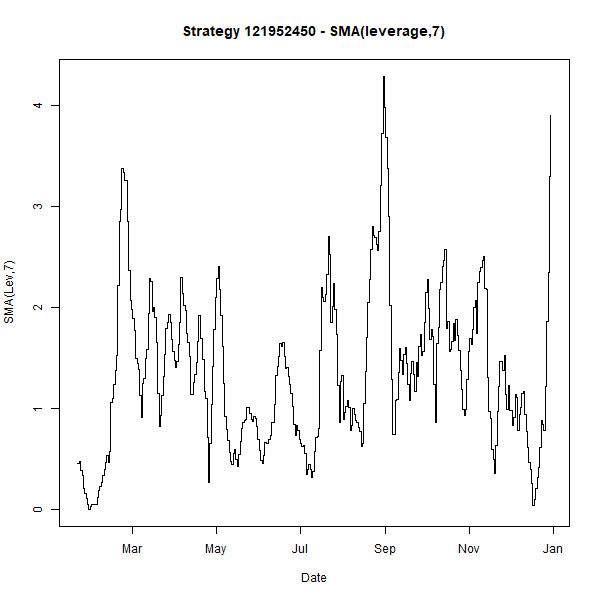 Strategy 121952450 - SMA(leverage,7)
SMA(Lev,7)
4
3
2
1
0
Mar May Jul Sep Nov Jan
Date